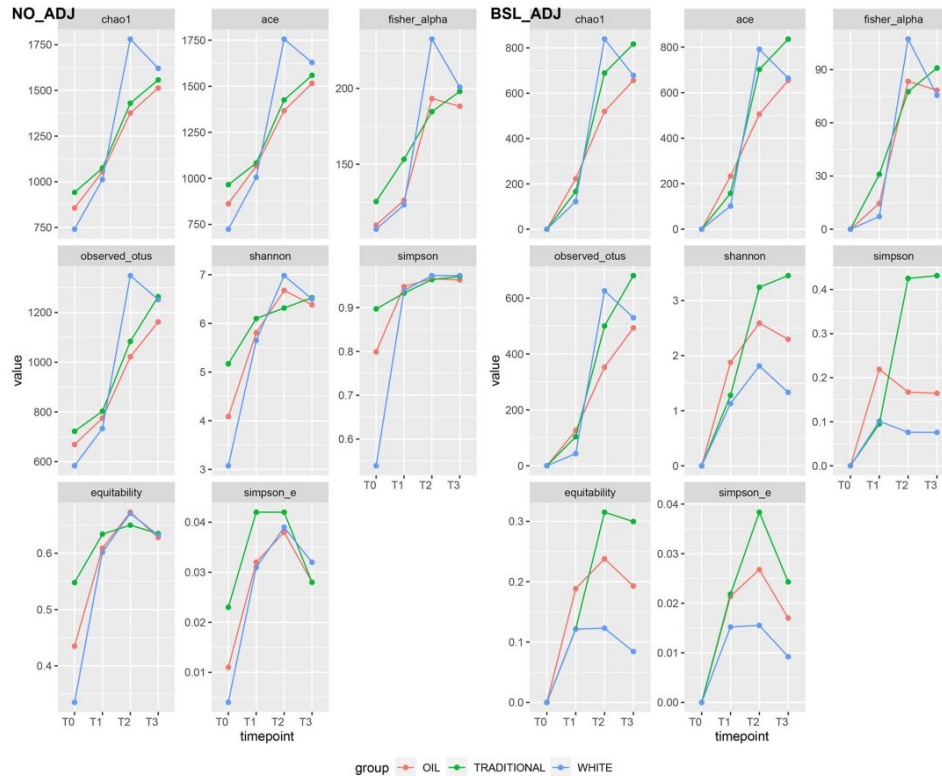 NO_ADJ
chao1
ace
fisher_alpha
1750
1500
1250
1000
750
1750
1500
1250
1000
750
200
150
observed_otus
shannon
simpson
1200
1000
800
600
7
6
5
4
3
0.9
0.8
0.7
0.6
value
equitability
simpson_e
0.6
0.5
0.4
0.04
0.03
0.02
0.01
T0 T1 T2 T3
T0 T1 T2 T3
T0 T1 T2 T3
timepoint
BSL_ADJ
chao1
ace
fisher_alpha
800
600
400
200
0
800
600
400
200
0
90
60
30
0
observed_otus
shannon
simpson
600
400
200
0
3
2
1
0
0.4
0.3
0.2
0.1
0.0
value
equitability
simpson_e
0.3
0.2
0.1
0.0
0.04
0.03
0.02
0.01
0.00
T0 T1 T2 T3
T0 T1 T2 T3
T0 T1 T2 T3
timepoint
group OIL TRADITIONAL WHITE